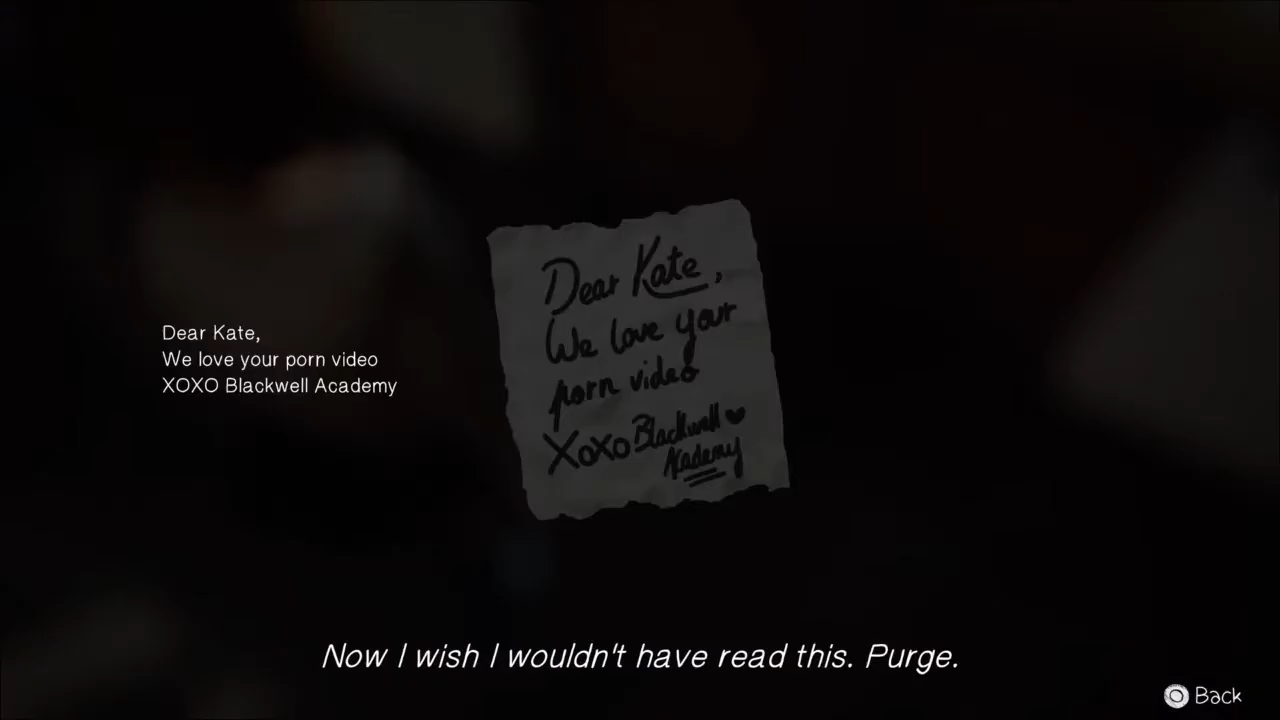 Dear Kate,
We love your porn video
XOXO Blackwell Academy
Dear Kate,
We love your
porn video
XoXo Blackwell
Academy
Now I wish I wouldn't have read this. Purge.
Back